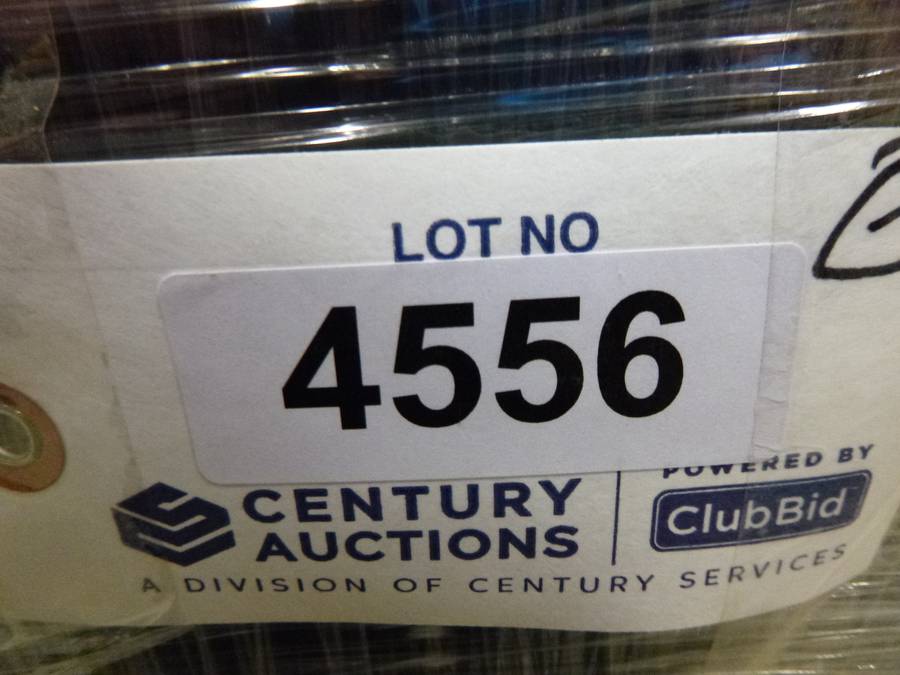 LOT NO
4556
CENTURY
AUCTIONS
A DIVISION OF CENTURY SERVICES
POWERED BY
ClubBid